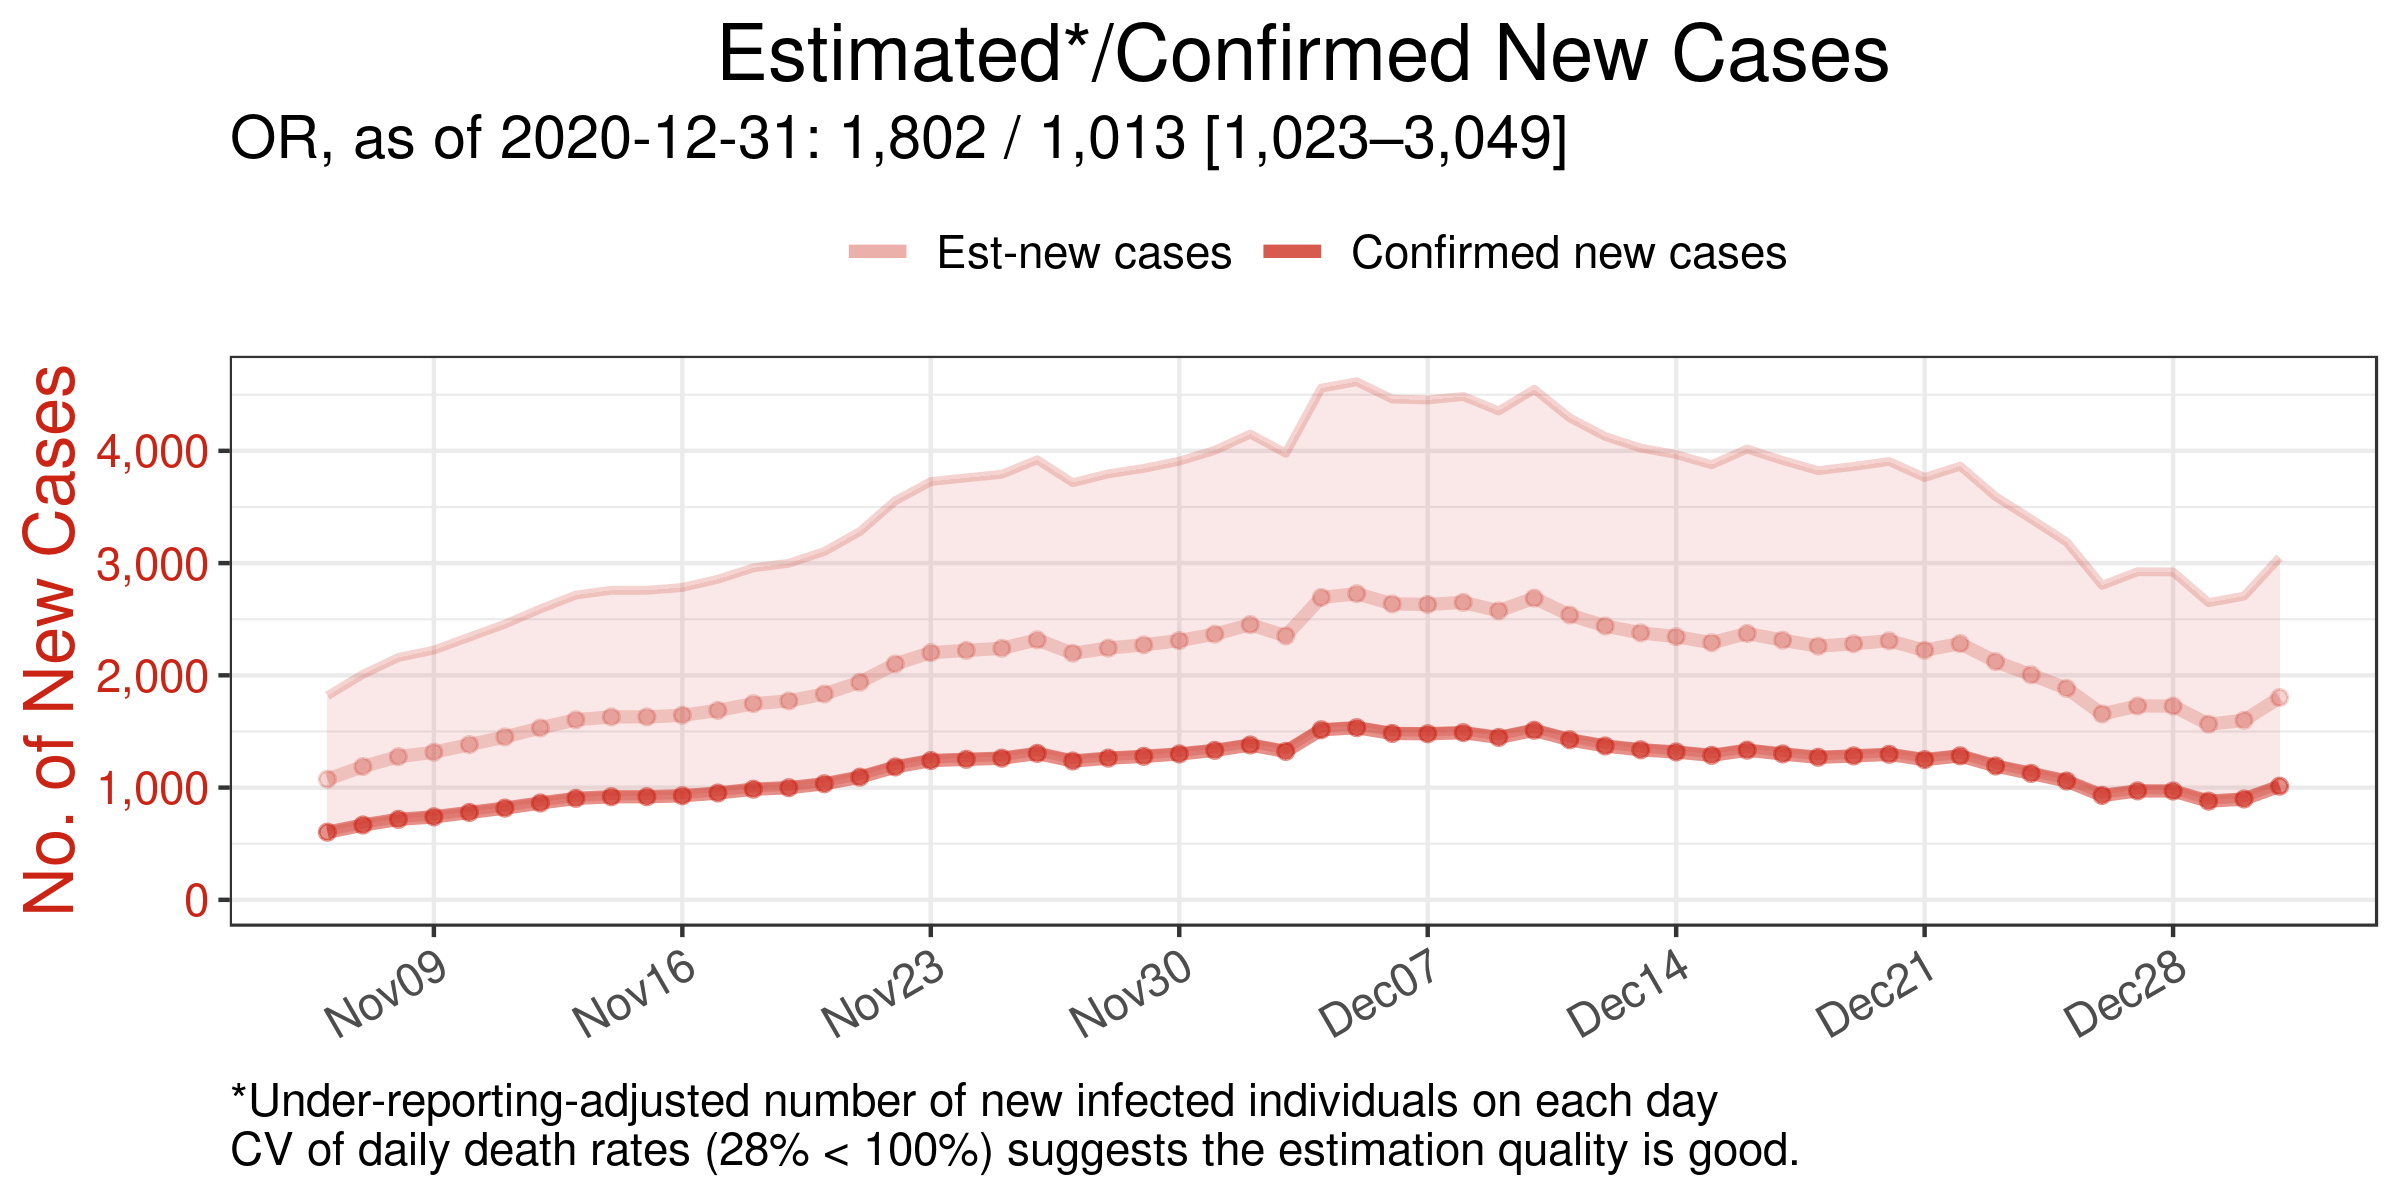 Estimated*/Confirmed New Cases
OR, as of 2020-12-31: 1,802 / 1,013 [1,023–3,049]
Est-new cases Confirmed new cases
No. of New Cases
4,000
3,000
2,000
1,000
0
Nov09 Nov16 Nov23 Nov30 Dec07 Dec14 Dec21 Dec28
*Under-reporting-adjusted number of new infected individuals on each day
CV of daily death rates (28% < 100%) suggests the estimation quality is good.